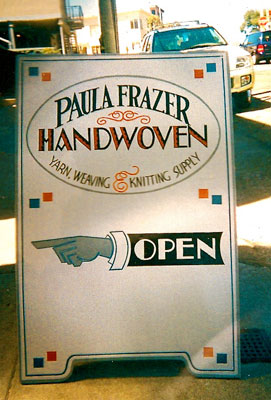 PAULA FRAZER
HANDWOVEN
YARN, WEAVING & KNITTING SUPPLY
OPEN